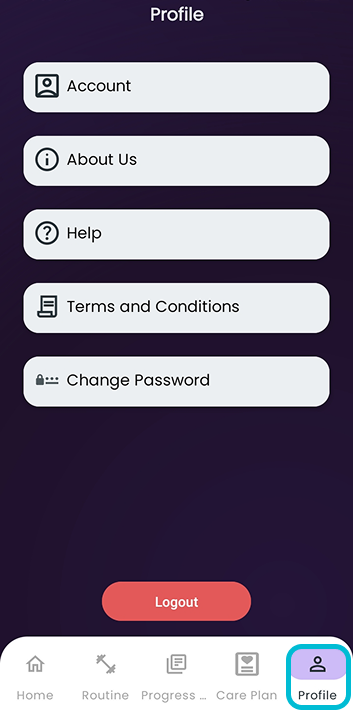 Profile
Account
About Us
Help
Terms and Conditions
Change Password
Logout
Home
Routine
Progress ...
Care Plan
Profile